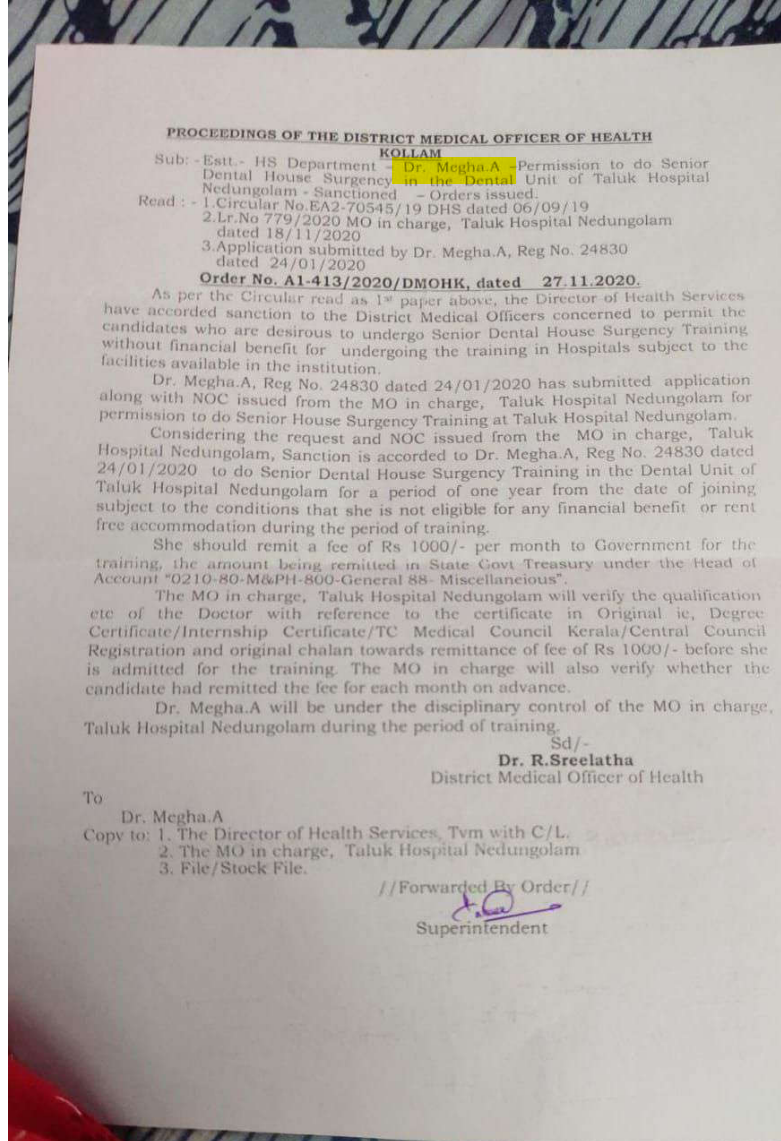 PROCEEDINGS OF THE DISTRICT MEDICAL OFFICER OF HEALTH
KOLLAM
Sub: - Estt.- HS Department – Dr. Megha.A –Permission to do Senior
Dental House Surgency in the Dental Unit of Taluk Hospital
Nedungolam - Sanctioned – Orders issued.
Read : - 1.Circular No.EA2-70545/19 DHS dated 06/09/19
2.Lr.No 779/2020 MO in charge, Taluk Hospital Nedungolam
dated 18/11/2020
3.Application submitted by Dr. Megha.A, Reg No. 24830
dated 24/01/2020
Order No. A1-413/2020/DMOHK, dated 27.11.2020.
As per the Circular read as 1st paper above, the Director of Health Services
have accorded sanction to the District Medical Officers concerned to permit the
candidates who are desirous to undergo Senior Dental House Surgency Training
without financial benefit for undergoing the training in Hospitals subject to the
facilities available in the institution.
Dr. Megha.A, Reg No. 24830 dated 24/01/2020 has submitted application
along with NOC issued from the MO in charge, Taluk Hospital Nedungolam for
permission to do Senior House Surgency Training at Taluk Hospital Nedungolam.
Considering the request and NOC issued from the MO in charge, Taluk
Hospital Nedungolam, Sanction is accorded to Dr. Megha.A, Reg No. 24830 dated
24/01/2020 to do Senior Dental House Surgency Training in the Dental Unit of
Taluk Hospital Nedungolam for a period of one year from the date of joining
subject to the conditions that she is not eligible for any financial benefit or rent
free accommodation during the period of training.
She should remit a fee of Rs 1000/- per month to Government for the
training, the amount being remitted in State Govt Treasury under the Head of
Account "0210-80-M&PH-800-General 88- Miscellancious".
The MO in charge, Taluk Hospital Nedungolam will verify the qualification
etc of the Doctor with reference to the certificate in Original ie, Degree
Certificate/Internship Certificate/TC Medical Council Kerala/Central Council
Registration and original chalan towards remittance of fee of Rs 1000/- before she
is admitted for the training. The MO in charge will also verify whether the
candidate had remitted the fee for each month on advance.
Dr. Megha.A will be under the disciplinary control of the MO in charge,
Taluk Hospital Nedungolam during the period of training.
Sd/-
Dr. R.Sreelatha
District Medical Officer of Health
To
Dr. Megha.A
Copy to: 1. The Director of Health Services, Tvm with C/L.
2. The MO in charge, Taluk Hospital Nedungolam
3. File/Stock File.
//Forwarded By Order//
Superintendent